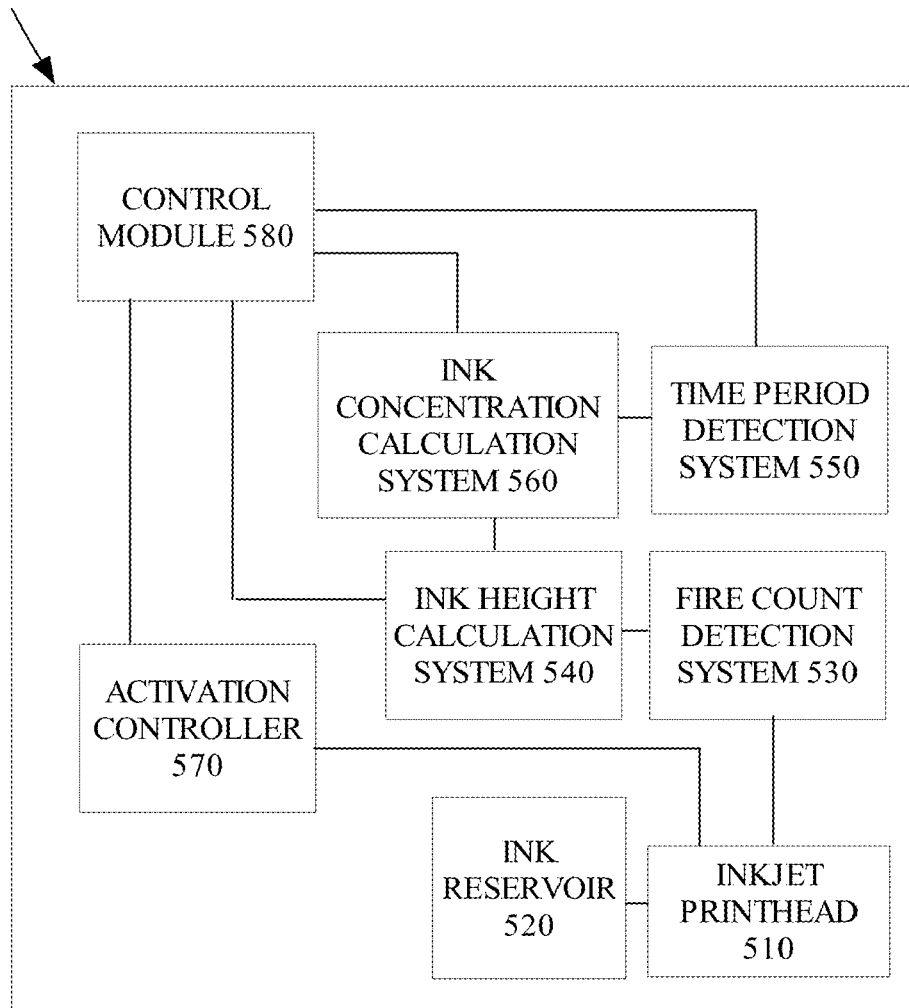 CONTROL
MODULE 580
INK
CONCENTRATION
CALCULATION
SYSTEM 560
TIME PERIOD
DETECTION
SYSTEM 550
INK HEIGHT
CALCULATION
SYSTEM 540
FIRE COUNT
DETECTION
SYSTEM 530
ACTIVATION
CONTROLLER
570
INK
RESERVOIR
520
INKJET
PRINTHEAD
510